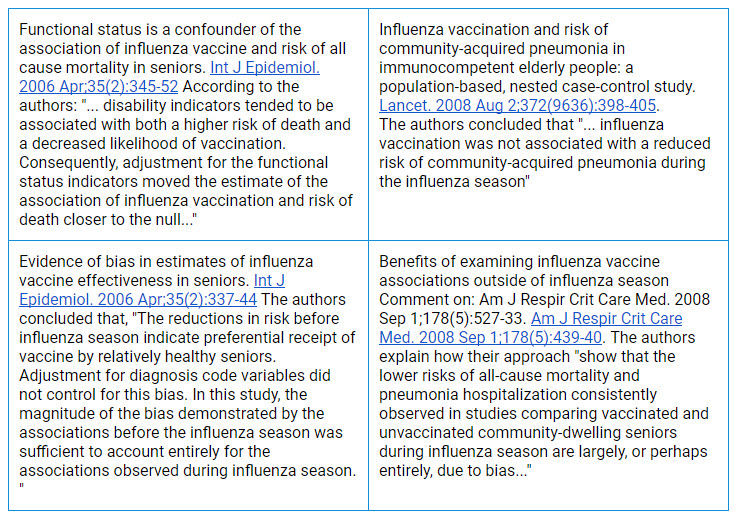 Functional status is a confounder of the
association of influenza vaccine and risk of all
cause mortality in seniors. Int J Epidemiol.
2006 Apr;35(2):345-52 According to the
authors: "... disability indicators tended to be
associated with both a higher risk of death and
a decreased likelihood of vaccination.
Consequently, adjustment for the functional
status indicators moved the estimate of the
association of influenza vaccination and risk of
death closer to the null..."
Influenza vaccination and risk of
community-acquired pneumonia in
immunocompetent elderly people: a
population-based, nested case-control study.
Lancet. 2008 Aug 2;372(9636):398-405.
The authors concluded that "... influenza
vaccination was not associated with a reduced
risk of community-acquired pneumonia during
the influenza season"
Evidence of bias in estimates of influenza
vaccine effectiveness in seniors. Int J
Epidemiol. 2006 Apr;35(2):337-44 The authors
concluded that, "The reductions in risk before
influenza season indicate preferential receipt of
vaccine by relatively healthy seniors.
Adjustment for diagnosis code variables did
not control for this bias. In this study, the
magnitude of the bias demonstrated by the
associations before the influenza season was
sufficient to account entirely for the
associations observed during influenza season.
"
Benefits of examining influenza vaccine
associations outside of influenza season
Comment on: Am J Respir Crit Care Med. 2008
Sep 1;178(5):527-33. Am J Respir Crit Care
Med. 2008 Sep 1;178(5):439-40. The authors
explain how their approach "show that the
lower risks of all-cause mortality and
pneumonia hospitalization consistently
observed in studies comparing vaccinated and
unvaccinated community-dwelling seniors
during influenza season are largely, or perhaps
entirely, due to bias..."